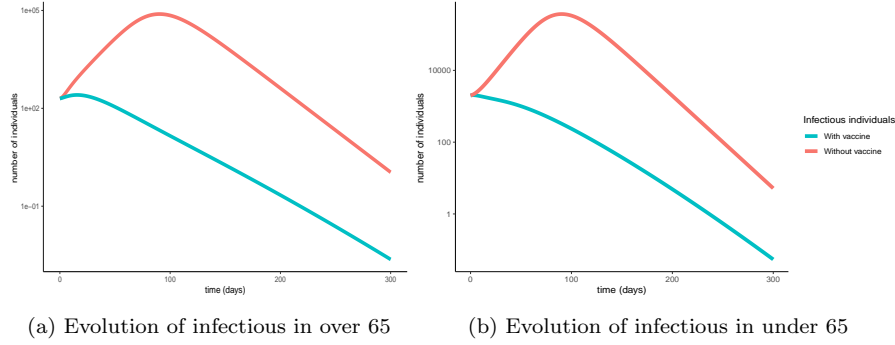 1e+05
1e+02
1e-01
number of individuals
0
100
200
300
time (days)
(a) Evolution of infectious in over 65
10000
100
1
number of individuals
0
100
200
300
time (days)
(b) Evolution of infectious in under 65
Infectious individuals
With vaccine
Without vaccine